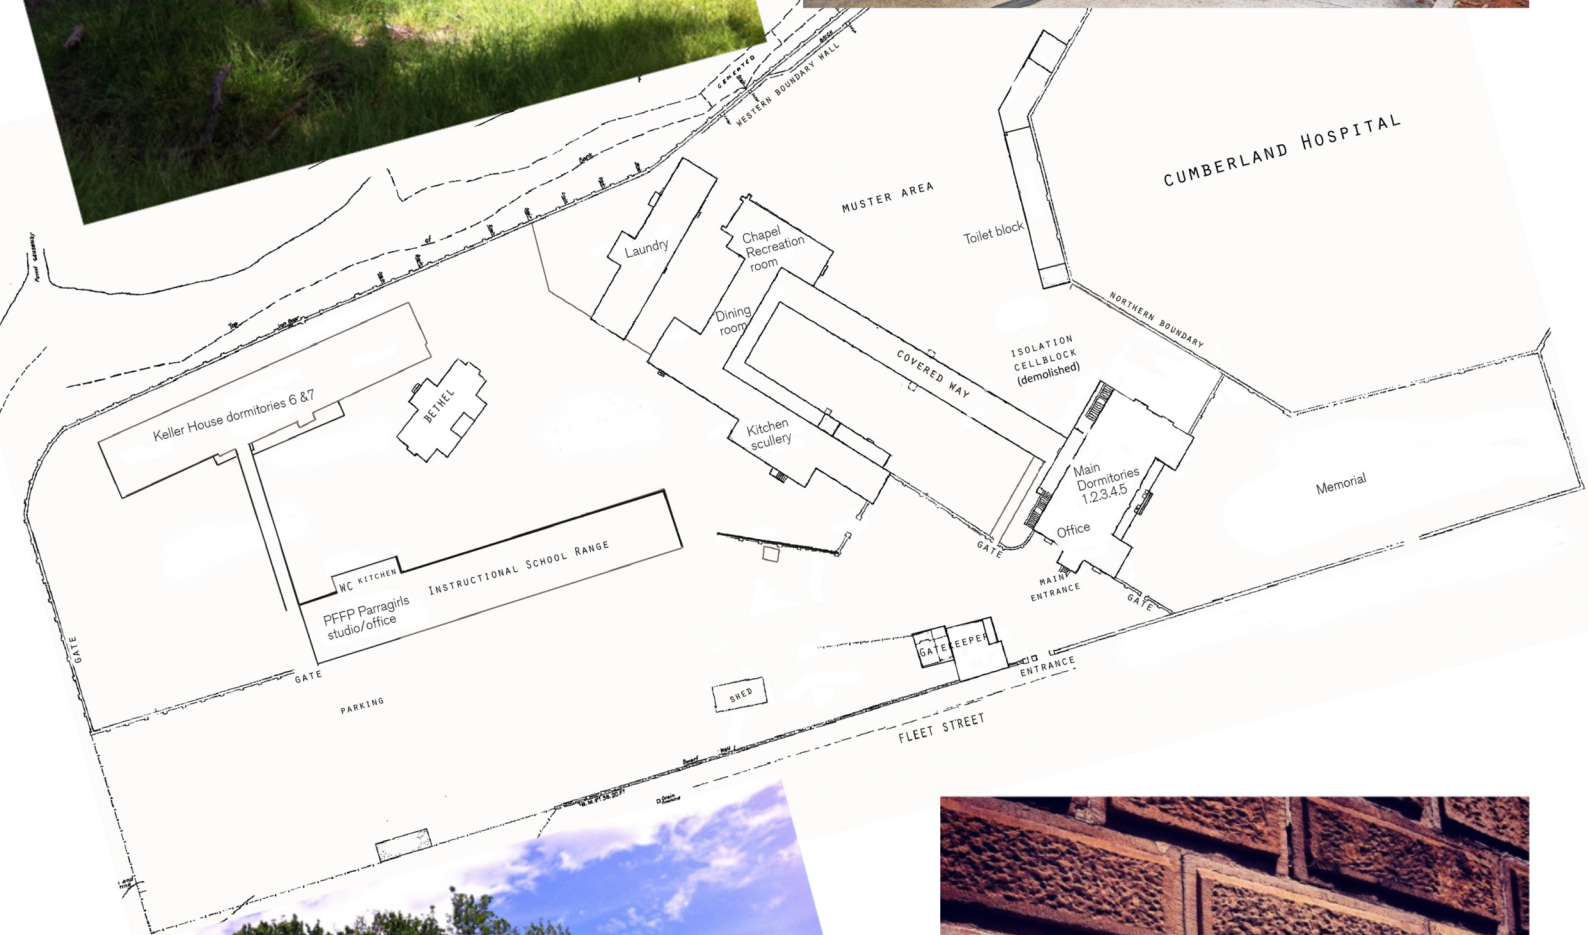 CEMENTED
WESTERN BOUNDARY WALL
CUMBERLAND HOSPITAL
MUSTER AREA
Toilet block
Laundry
Chapel
Recreation
room
Dining
room
NORTHERN BOUNDARY
ISOLATION
CELLBLOCK
(demolished)
COVERED WAY
Keller House dormitories 6 &7
BETHEL
Kitchen
scullery
Main
Dormitories
1.2.3.4.5
Office
Memorial
GATE
MAIN
ENTRANCE
GATE
INSTRUCTIONAL SCHOOL RANGE
WC KITCHEN
PFFP Parragirls
studio/office
GATE
GATE
PARKING
GATEKEEPER
ENTRANCE
SHED
FLEET STREET